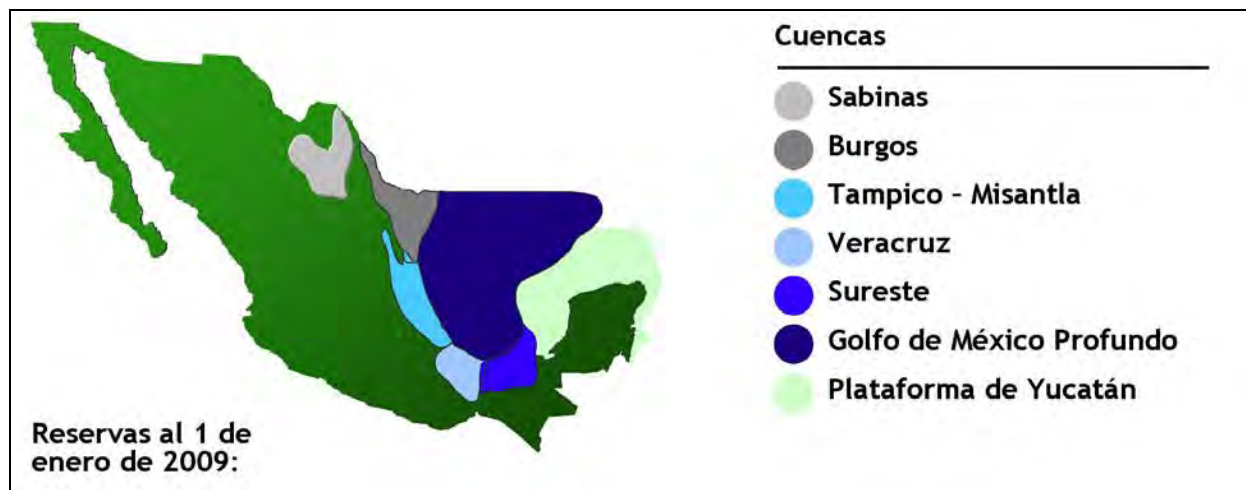 Cuencas
Sabinas
Burgos
Tampico - Misantla
Veracruz
Sureste
Golfo de México Profundo
Plataforma de Yucatán
Reservas al 1 de
enero de 2009: